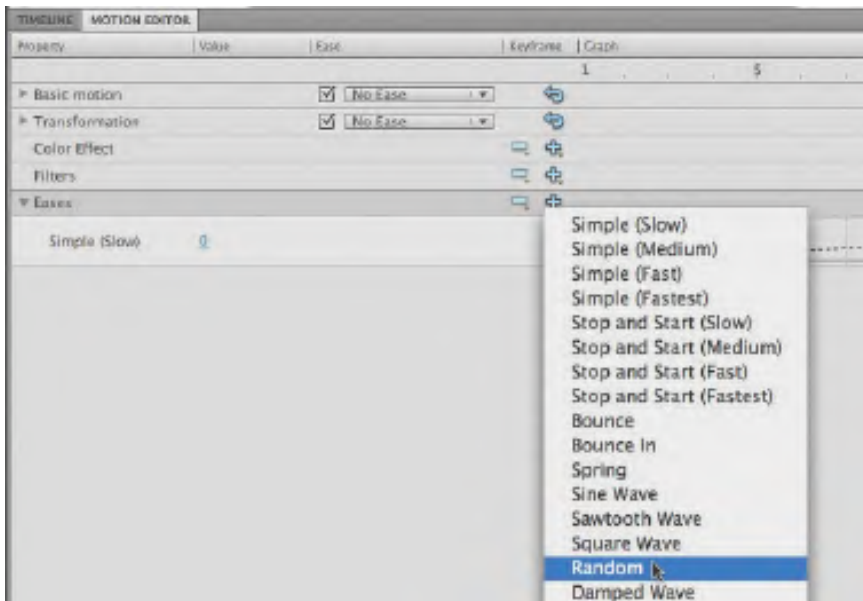 TIMELINE MOTION EDITOR
Property Value Ease Keyframe Graph
1 5
Basic motion No Ease
Transformation No Ease
Color Effect
Filters
Eases
Simple (Slow) 0
Simple (Slow)
Simple (Medium)
Simple (Fast)
Simple (Fastest)
Stop and Start (Slow)
Stop and Start (Medium)
Stop and Start (Fast)
Stop and Start (Fastest)
Bounce
Bounce In
Spring
Sine Wave
Sawtooth Wave
Square Wave
Random
Damped Wave